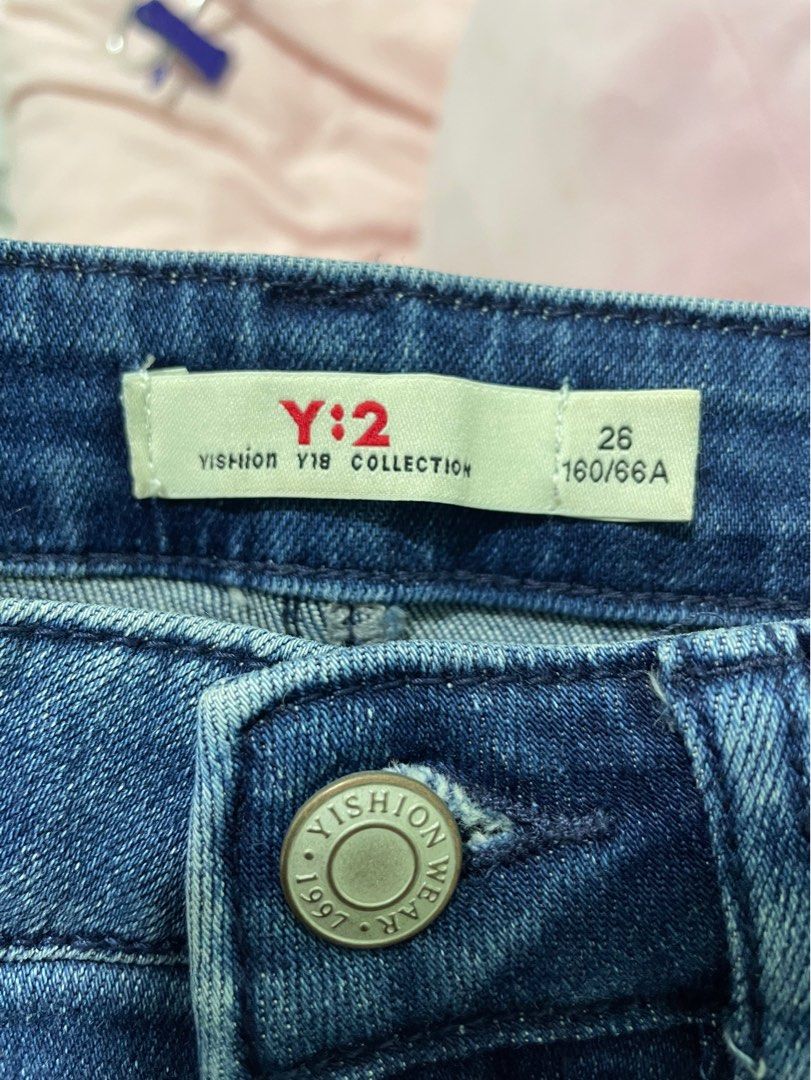 Y:2
YISHion Y18 COLLECTION
26
160/66A
YISHION WEAR · 1997 ·